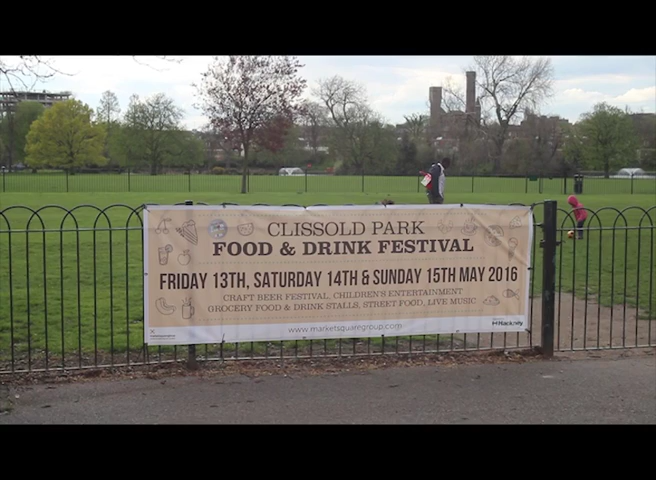 CLISSOLD PARK
FOOD & DRINK FESTIVAL
FRIDAY 13TH, SATURDAY 14TH & SUNDAY 15TH MAY 2016
CRAFT BEER FESTIVAL, CHILDREN'S ENTERTAINMENT
GROCERY FOOD & DRINK STALLS, STREET FOOD, LIVE MUSIC
www.marketsquaregroup.com
Hackney